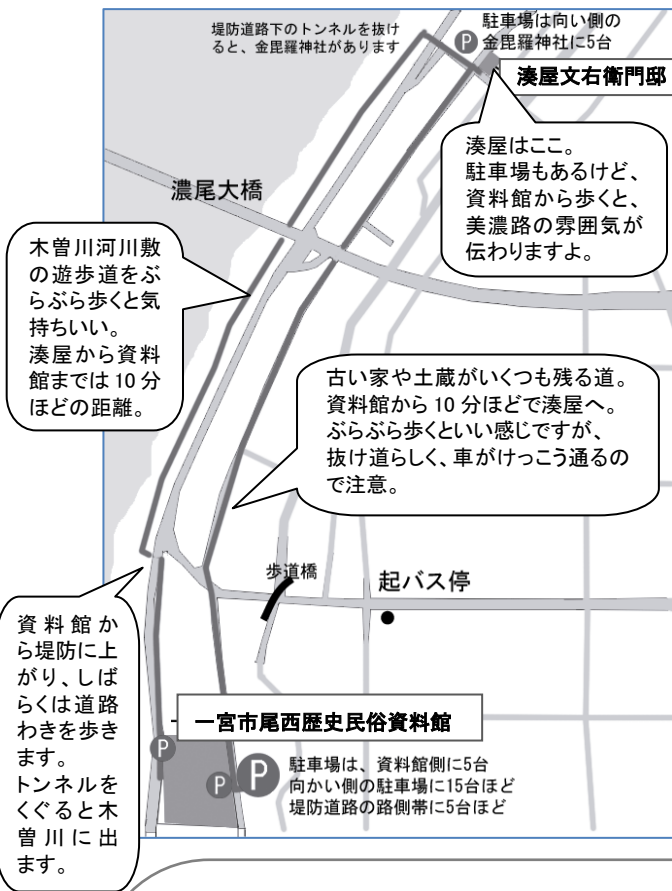 堤防道路下のトンネルを抜け
ると、金毘羅神社があります
P
駐車場は向い側の
金毘羅神社に5台
湊屋文右衛門邸
湊屋はここ。
駐車場もあるけど、
資料館から歩くと、
美濃路の雰囲気が
伝わりますよ。
濃尾大橋
木曽川河川敷
の遊歩道をぶ
らぶら歩くと気
持ちいい。
湊屋から資料
館までは 10 分
ほどの距離。
古い家や土蔵がいくつも残る道。
資料館から 10 分ほどで湊屋へ。
ぶらぶら歩くといい感じですが、
抜け道らしく、車がけっこう通るの
で注意。
歩道橋
起バス停
資料館か
ら堤防に上
がり、しば
らくは道路
わきを歩き
ます。
トンネルを
くぐると木
曽川に出
ます。
一宮市尾西歴史民俗資料館
P
P
P
駐車場は、資料館側に5台
向かい側の駐車場に15台ほど
堤防道路の路側帯に5台ほど